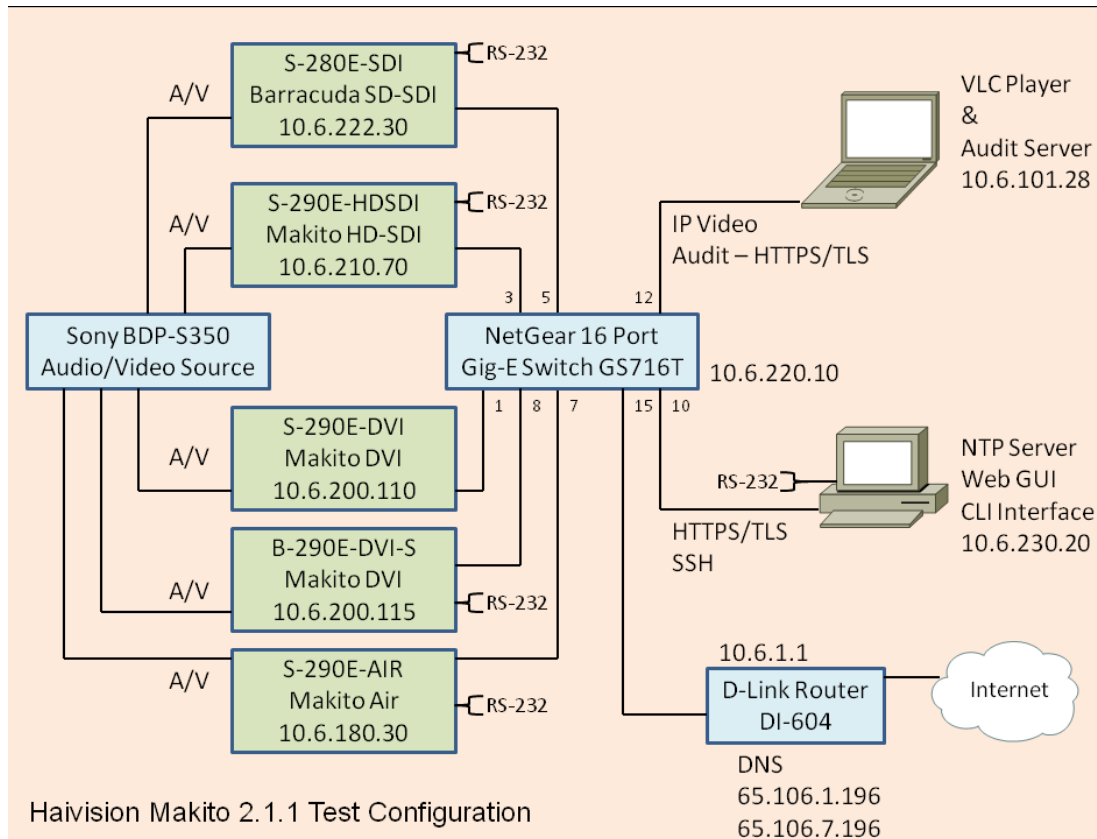 S-280E-SDI
Barracuda SD-SDI
10.6.222.30
RS-232
A/V
S-290E-HDSDI
Makito HD-SDI
10.6.210.70
RS-232
A/V
VLC Player
&
Audit Server
10.6.101.28
IP Video
Audit – HTTPS/TLS
3
5
12
Sony BDP-S350
Audio/Video Source
NetGear 16 Port
Gig-E Switch GS716T
10.6.220.10
1
8
7
15
10
S-290E-DVI
Makito DVI
10.6.200.110
A/V
RS-232
NTP Server
Web GUI
CLI Interface
10.6.230.20
HTTPS/TLS
SSH
B-290E-DVI-S
Makito DVI
10.6.200.115
A/V
RS-232
S-290E-AIR
Makito Air
10.6.180.30
A/V
RS-232
10.6.1.1
D-Link Router
DI-604
Internet
DNS
65.106.1.196
65.106.7.196
Haivision Makito 2.1.1 Test Configuration